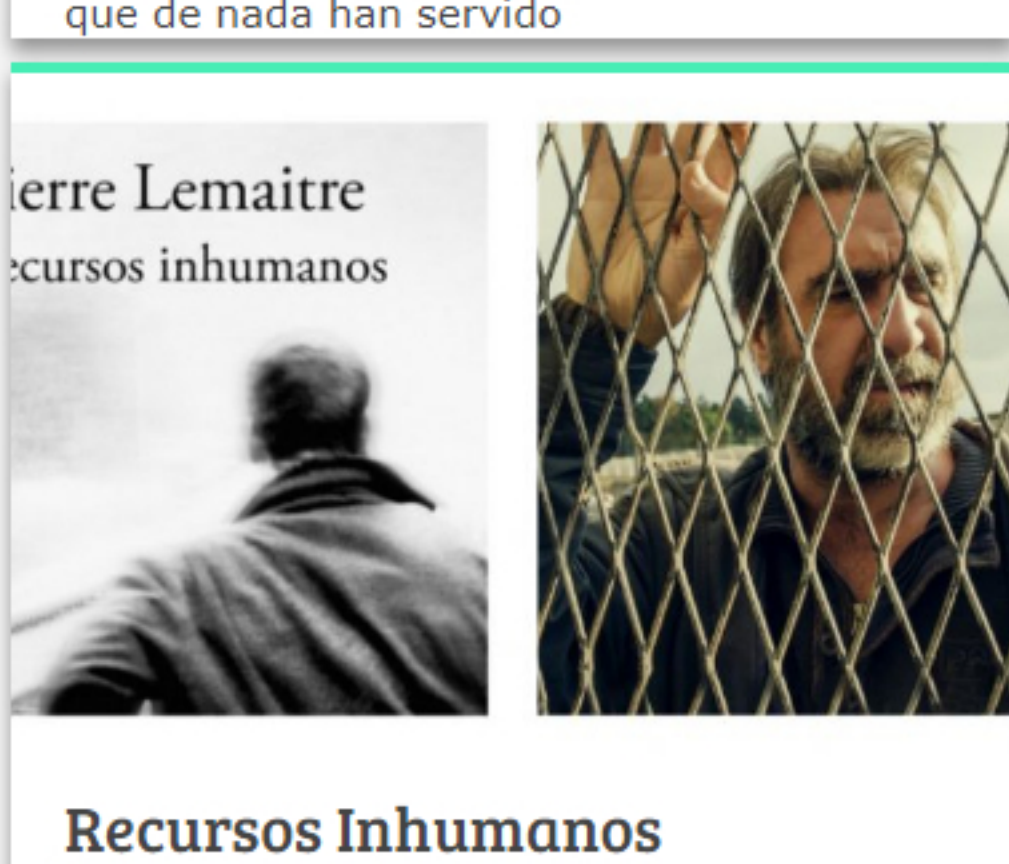 que de nada han servido
ierre Lemaitre
ecursos inhumanos
Recursos Inhumanos